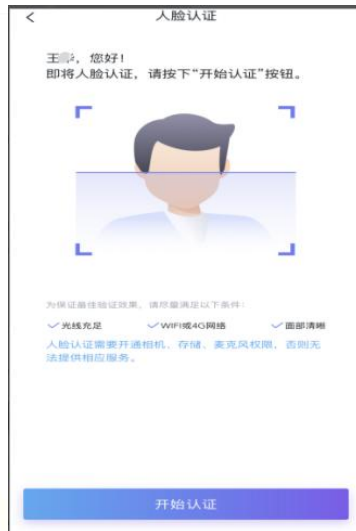 人脸认证
王, 您好!
即将人脸认证, 请按下“开始认证”按钮。
为保证最佳验证效果, 请尽量满足以下条件:
光线充足 WIFI或4G网络 面部清晰
人脸认证需要开通相机、存储、麦克风权限, 否则无
法提供相应服务。
开始认证